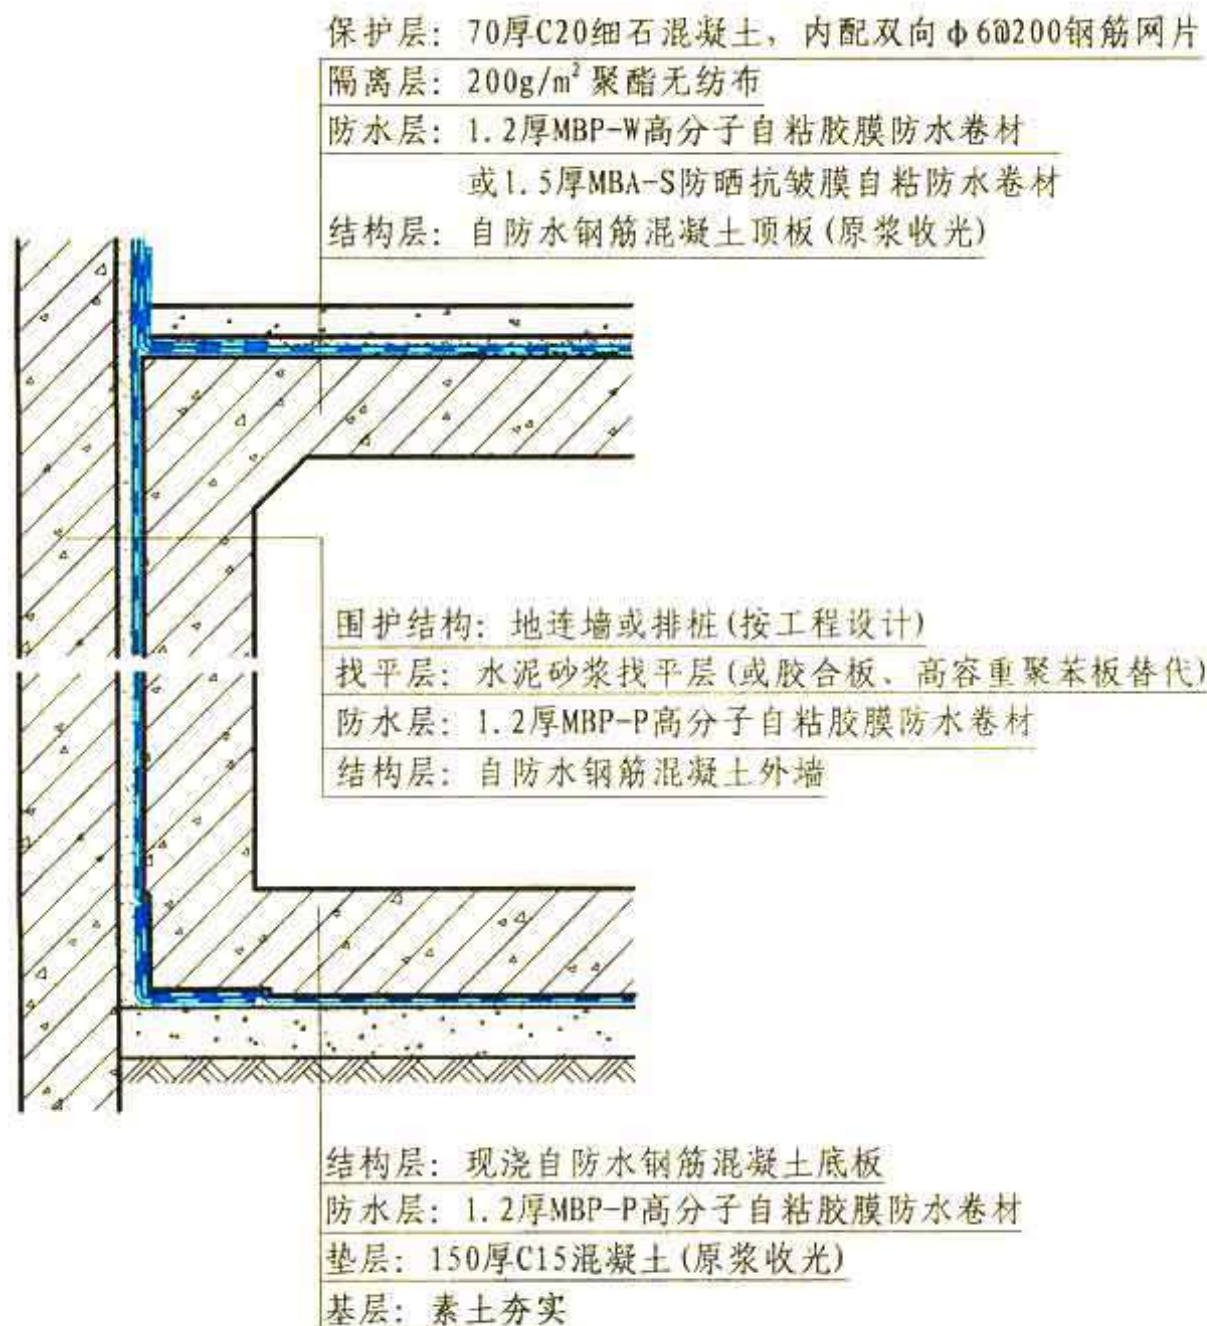 保护层: 70厚C20细石混凝土, 内配双向φ6@200钢筋网片
隔离层: 200g/m² 聚酯无纺布
防水层: 1.2厚MBP-W高分子自粘胶膜防水卷材
或1.5厚MBA-S防晒抗皱膜自粘防水卷材
结构层: 自防水钢筋混凝土顶板(原浆收光)
围护结构: 地连墙或排桩(按工程设计)
找平层: 水泥砂浆找平层(或胶合板、高容重聚苯板替代)
防水层: 1.2厚MBP-P高分子自粘胶膜防水卷材
结构层: 自防水钢筋混凝土外墙
结构层: 现浇自防水钢筋混凝土底板
防水层: 1.2厚MBP-P高分子自粘胶膜防水卷材
垫层: 150厚C15混凝土(原浆收光)
基层: 素土夯实